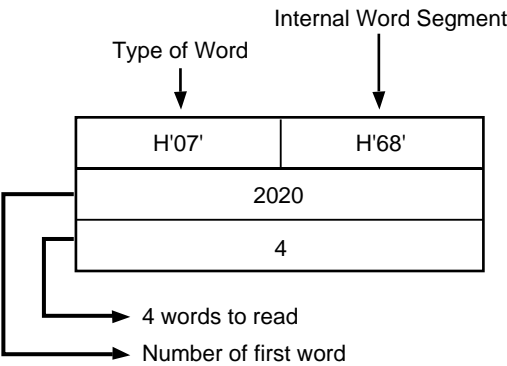 Internal Word Segment
Type of Word
H'07' H'68'
2020
4
4 words to read
Number of first word